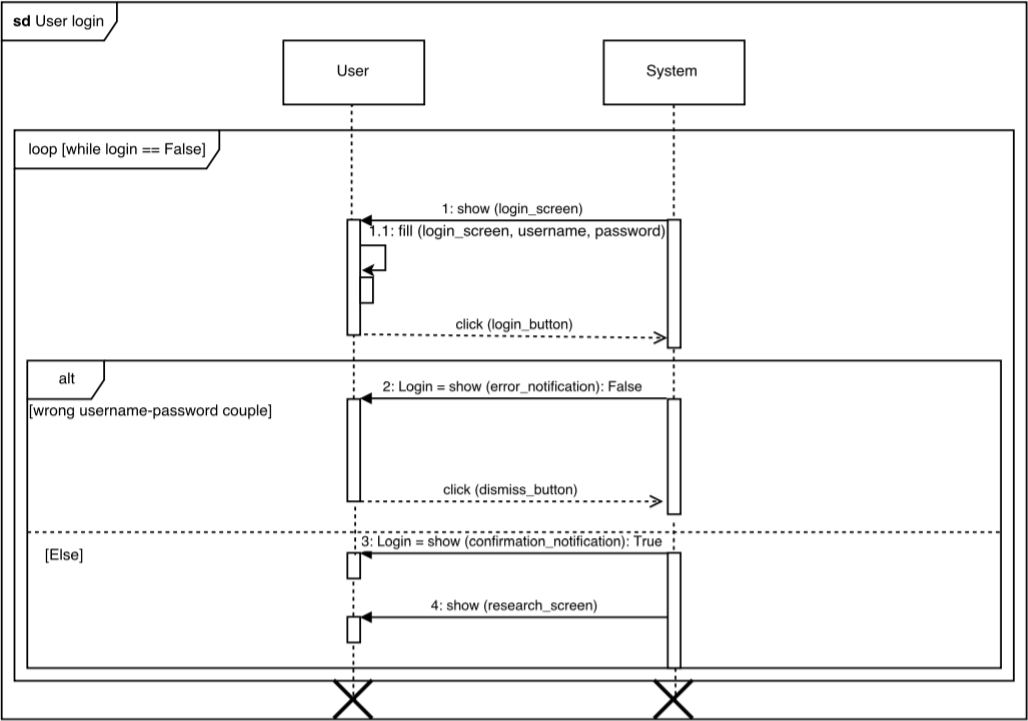 sd User login
User
System
loop [while login == False]
1: show (login_screen)
1.1: fill (login_screen, username, password)
click (login_button)
alt
2: Login = show (error_notification): False
[wrong username-password couple]
click (dismiss_button)
3: Login = show (confirmation_notification): True
[Else]
4: show (research_screen)